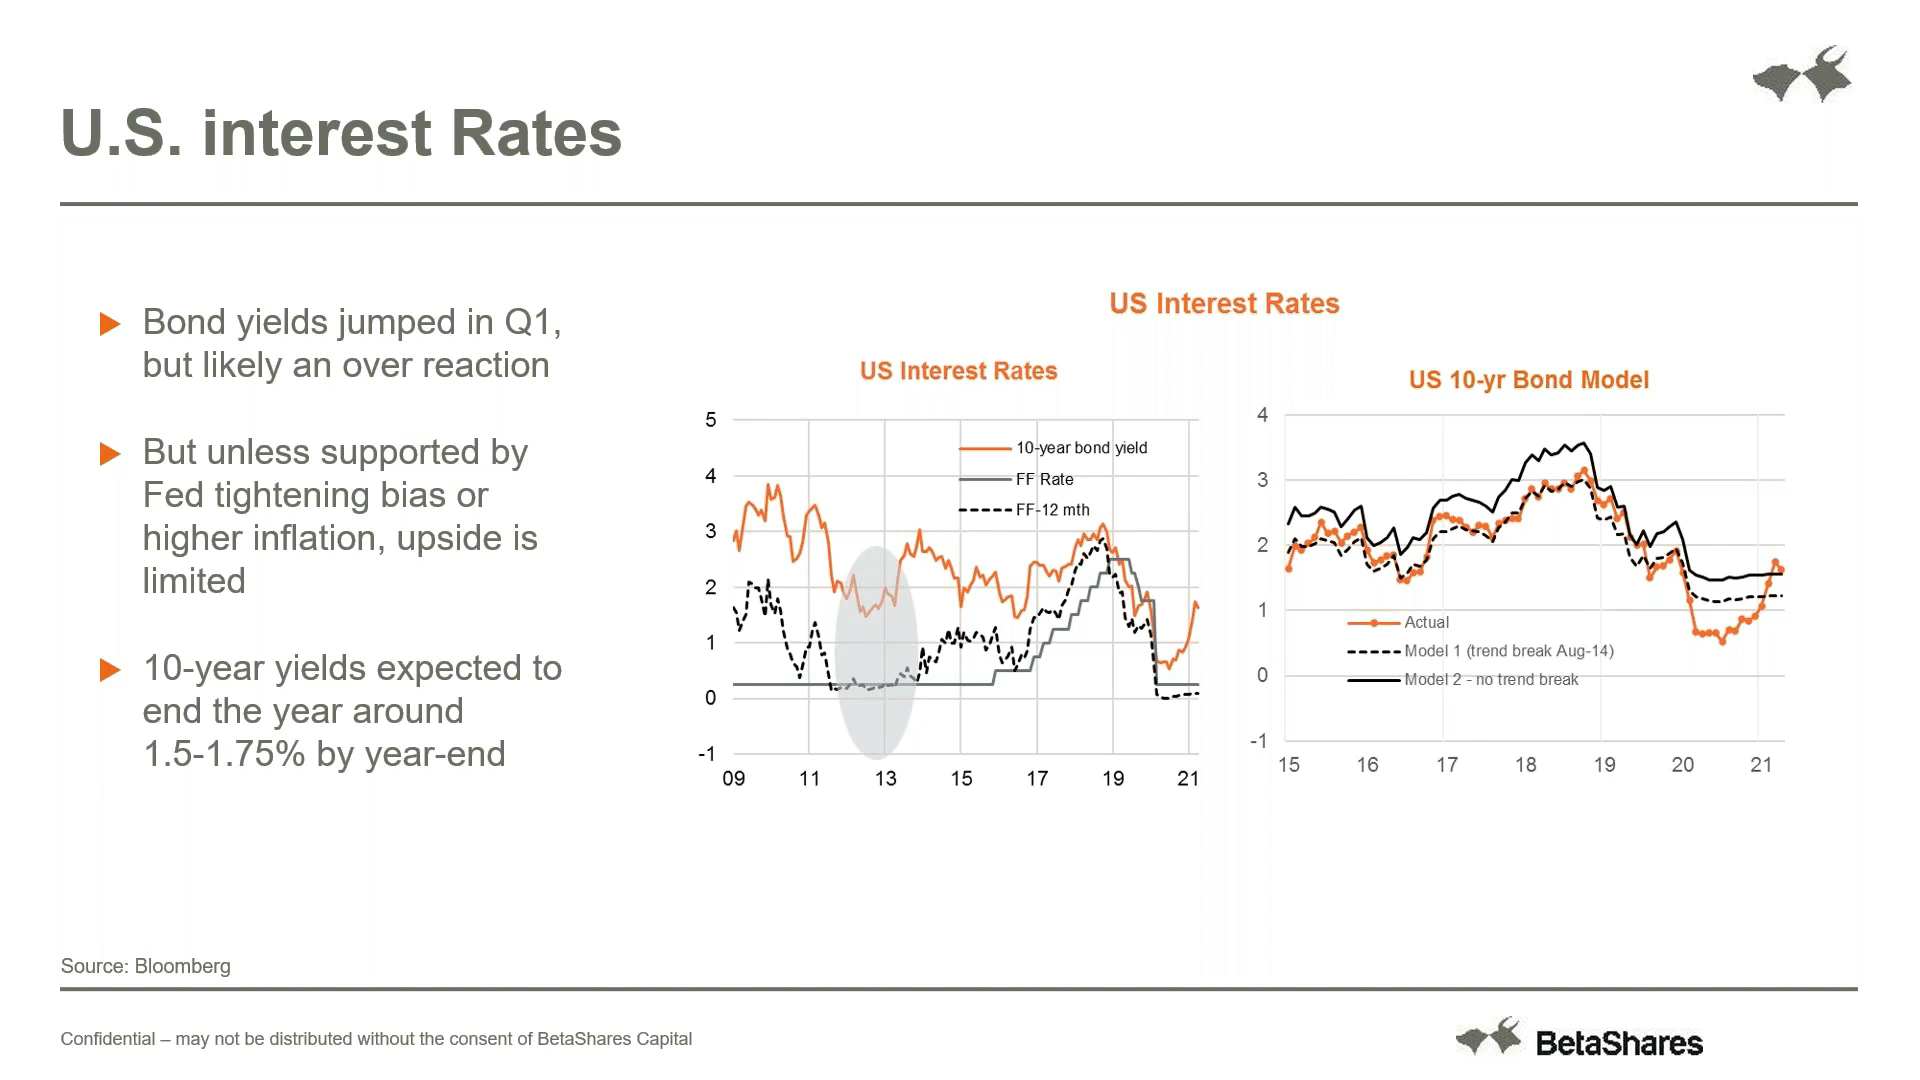 U.S. interest Rates
Bond yields jumped in Q1,
but likely an over reaction
But unless supported by
Fed tightening bias or
higher inflation, upside is
limited
10-year yields expected to
end the year around
1.5-1.75% by year-end
US Interest Rates
US Interest Rates
5
4
3
2
1
0
-1
09 11 13 15 17 19 21
10-year bond yield
FF Rate
FF-12 mth
US 10-yr Bond Model
4
3
2
1
0
-1
15 16 17 18 19 20 21
Actual
Model 1 (trend break Aug-14)
Model 2 - no trend break
Source: Bloomberg
Confidential – may not be distributed without the consent of BetaShares Capital
BetaShares